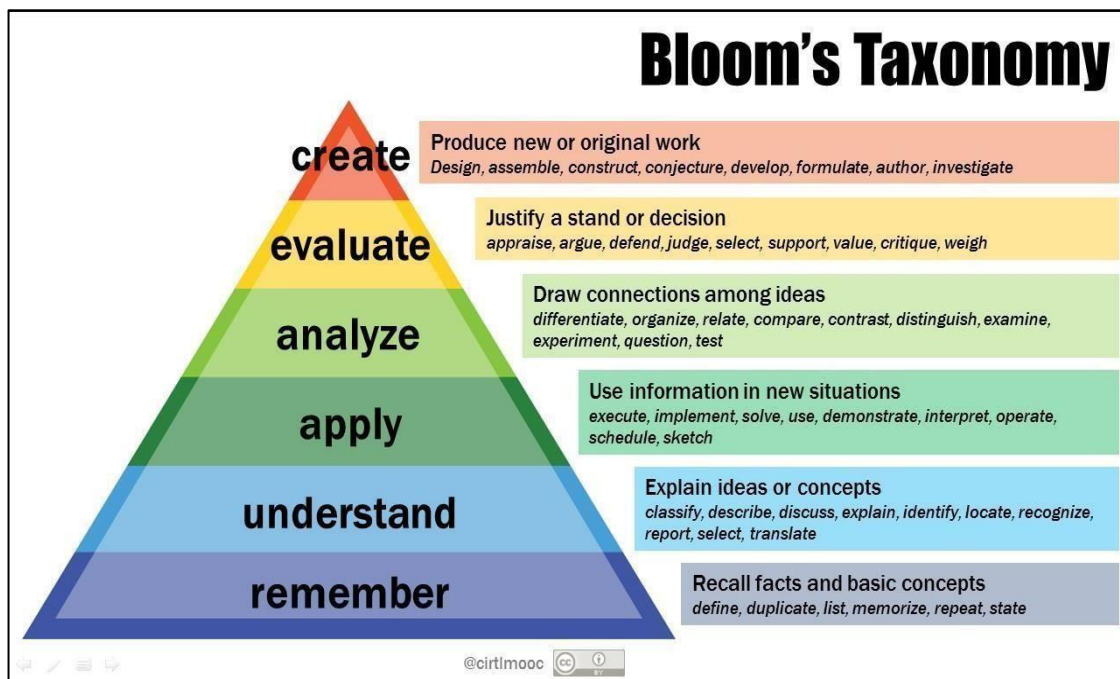 Bloom's Taxonomy
create
Produce new or original work
Design, assemble, construct, conjecture, develop, formulate, author, investigate
evaluate
Justify a stand or decision
appraise, argue, defend, judge, select, support, value, critique, weigh
analyze
Draw connections among ideas
differentiate, organize, relate, compare, contrast, distinguish, examine,
experiment, question, test
apply
Use information in new situations
execute, implement, solve, use, demonstrate, interpret, operate,
schedule, sketch
understand
Explain ideas or concepts
classify, describe, discuss, explain, identify, locate, recognize,
report, select, translate
remember
Recall facts and basic concepts
define, duplicate, list, memorize, repeat, state
@cirtlmooc
cc
BY